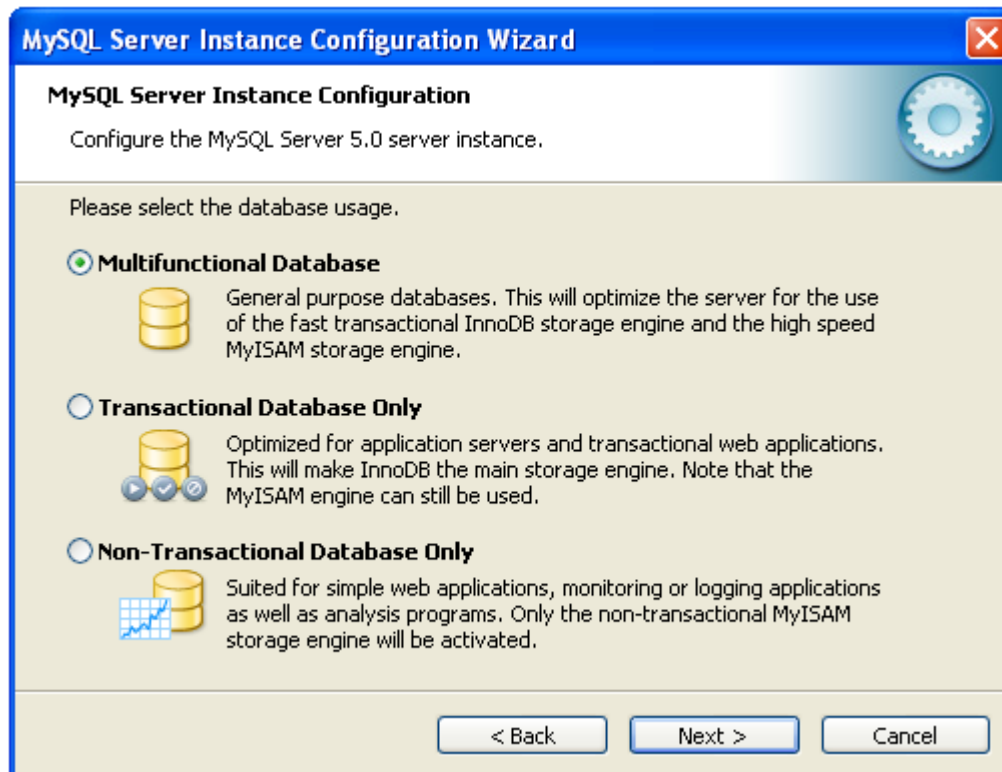 MySQL Server Instance Configuration Wizard
MySQL Server Instance Configuration
Configure the MySQL Server 5.0 server instance.
Please select the database usage.
Multifunctional Database
General purpose databases. This will optimize the server for the use
of the fast transactional InnoDB storage engine and the high speed
MyISAM storage engine.
Transactional Database Only
Optimized for application servers and transactional web applications.
This will make InnoDB the main storage engine. Note that the
MyISAM engine can still be used.
Non-Transactional Database Only
Suited for simple web applications, monitoring or logging applications
as well as analysis programs. Only the non-transactional MyISAM
storage engine will be activated.
< Back Next > Cancel